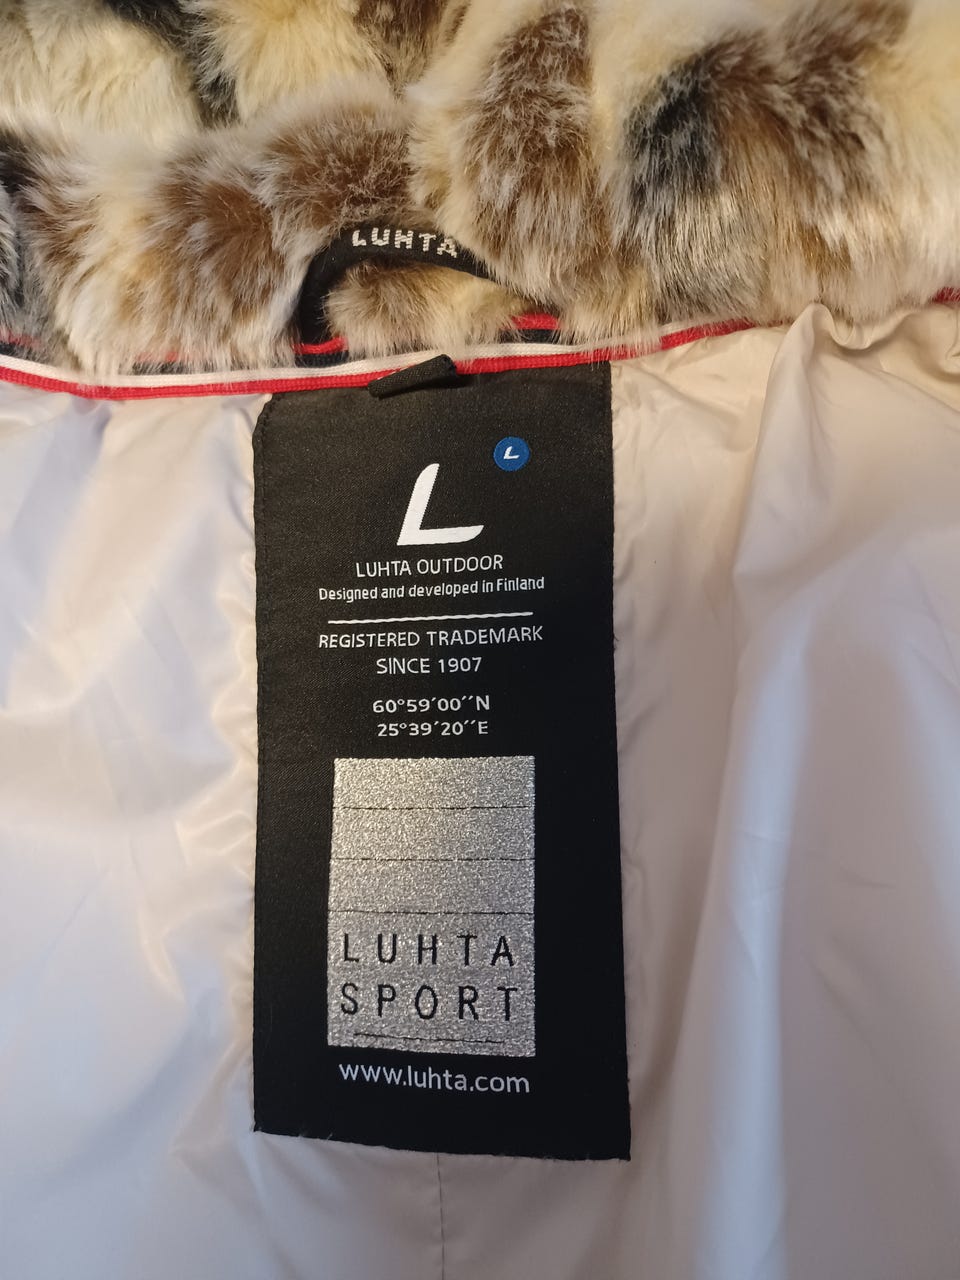 LUHTA
L
L
LUHTA OUTDOOR
Designed and developed in Finland
REGISTERED TRADEMARK
SINCE 1907
60°59′00′′N
25°39′20′′E
LUHTA
SPORT
www.luhta.com